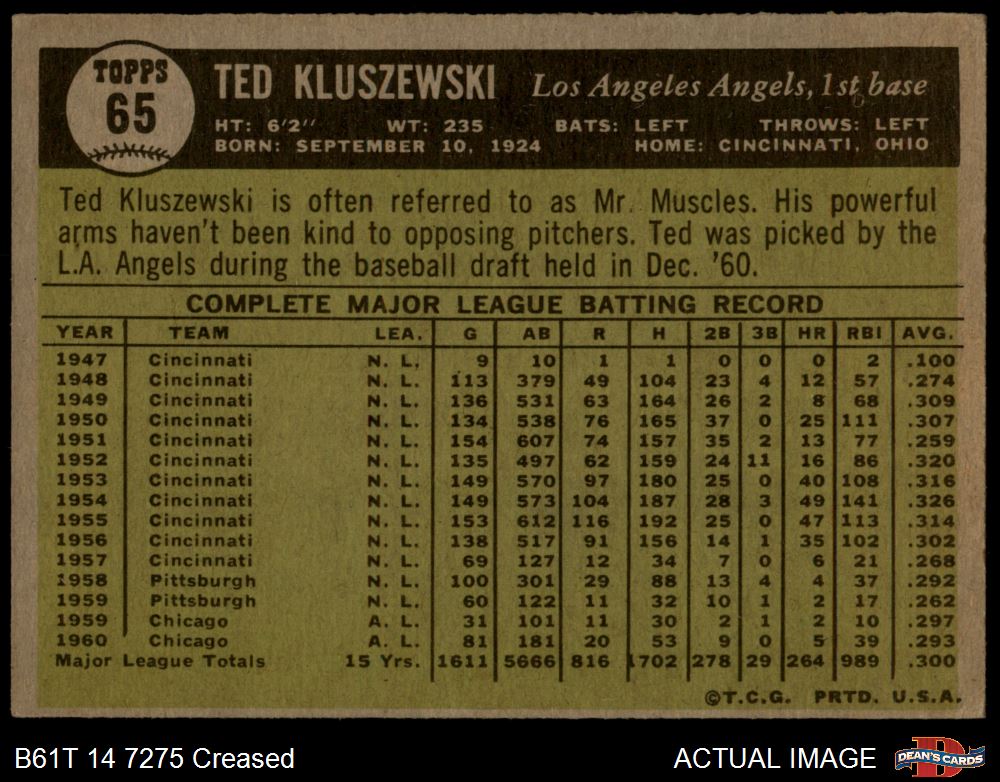 TOPPS
65
TED KLUSZEWSKI Los Angeles Angels, 1st base
HT: 6'2" WT: 235 BATS: LEFT THROWS: LEFT
BORN: SEPTEMBER 10, 1924 HOME: CINCINNATI, OHIO
Ted Kluszewski is often referred to as Mr. Muscles. His powerful
arms haven't been kind to opposing pitchers. Ted was picked by the
L.A. Angels during the baseball draft held in Dec. '60.
COMPLETE MAJOR LEAGUE BATTING RECORD
YEAR TEAM LEA. G AB R H 2B 3B HR RBI AVG.
1947 Cincinnati N. L. 9 10 1 1 0 0 0 2 .100
1948 Cincinnati N. L. 113 379 49 104 23 4 12 57 .274
1949 Cincinnati N. L. 136 531 63 164 26 2 8 68 .309
1950 Cincinnati N. L. 134 538 76 165 37 0 25 111 .307
1951 Cincinnati N. L. 154 607 74 157 35 2 13 77 .259
1952 Cincinnati N. L. 135 497 62 159 24 11 16 86 .320
1953 Cincinnati N. L. 149 570 97 180 25 0 40 108 .316
1954 Cincinnati N. L. 149 573 104 187 28 3 49 141 .326
1955 Cincinnati N. L. 153 612 116 192 25 0 47 113 .314
1956 Cincinnati N. L. 138 517 91 156 14 1 35 102 .302
1957 Cincinnati N. L. 69 127 12 34 7 0 6 21 .268
1958 Pittsburgh N. L. 100 301 29 88 13 4 4 37 .292
1959 Pittsburgh N. L. 60 122 11 32 10 1 2 17 .262
1959 Chicago A. L. 31 101 11 30 2 1 2 10 .297
1960 Chicago A. L. 81 181 20 53 9 0 5 39 .293
Major League Totals 15 Yrs. 1611 5666 816 1702 278 29 264 989 .300
©T.C.G. PRTD. U.S.A.
B61T 14 7275 Creased ACTUAL IMAGE D DEAN'S CARDS